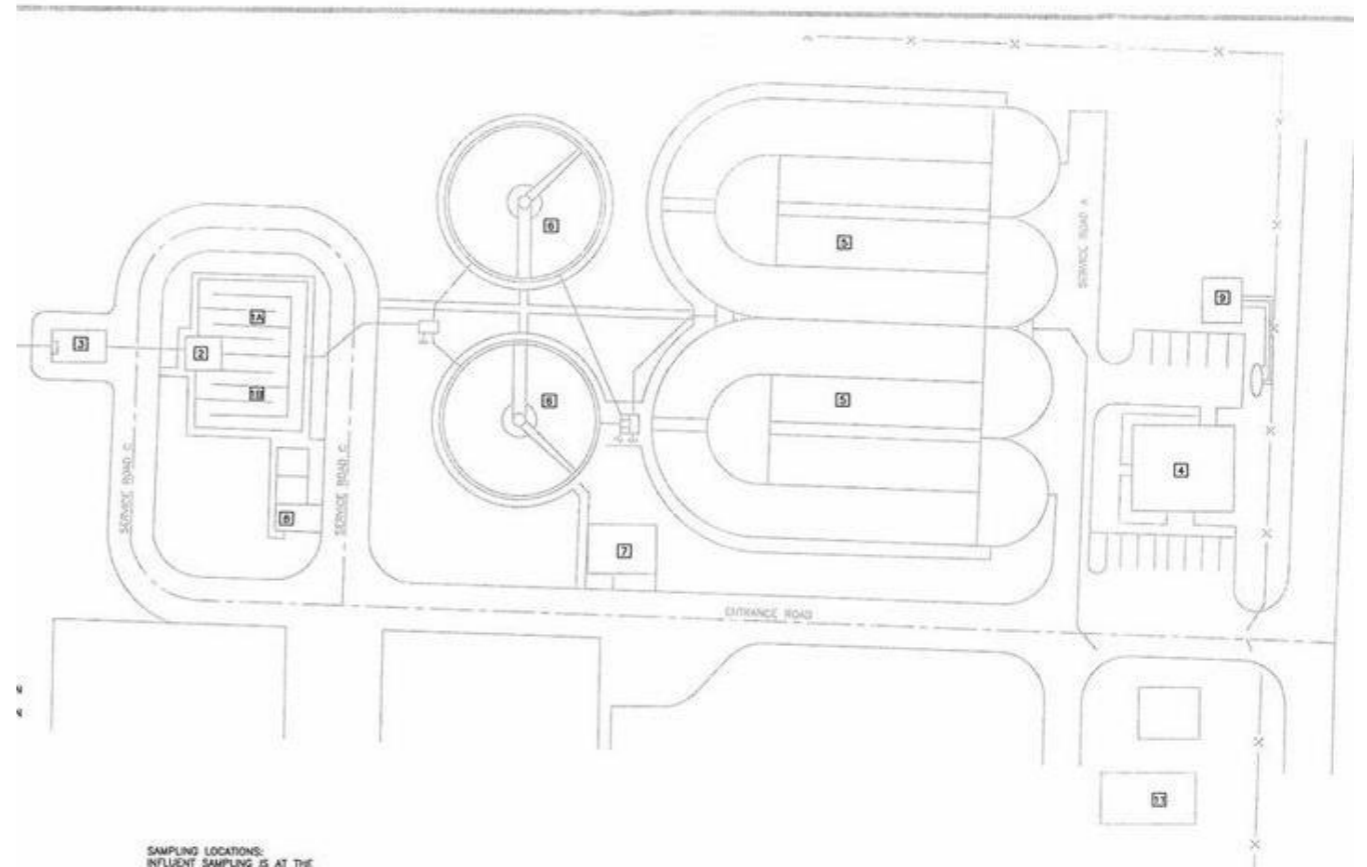 6
5
SERVICE ROAD A
9
1A
3
2
1B
5
6
4
SERVICE ROAD C
SERVICE ROAD C
8
7
ENTRANCE ROAD
11
SAMPLING LOCATIONS:
INFLUENT SAMPLING IS AT THE